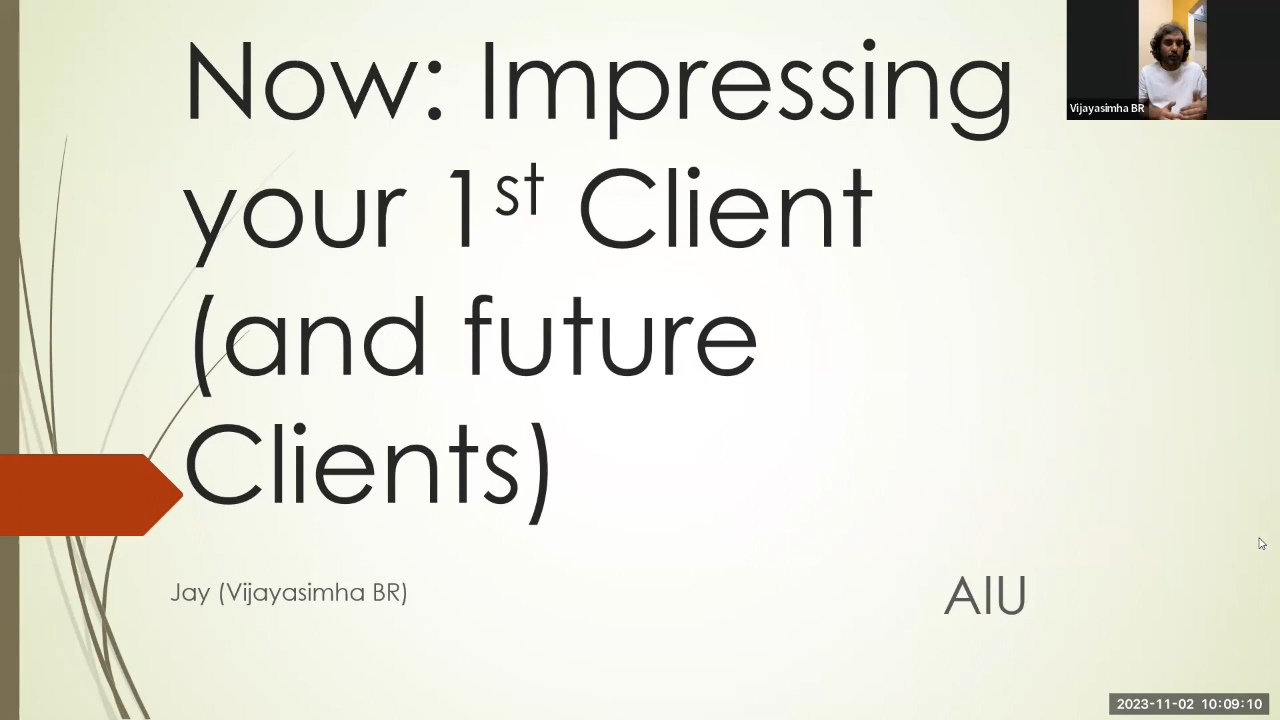 Now: Impressing
your 1st Client
(and future
Clients)
Vijayasimha BR
Jay (Vijayasimha BR)
AIU
2023-11-02 10:09:10